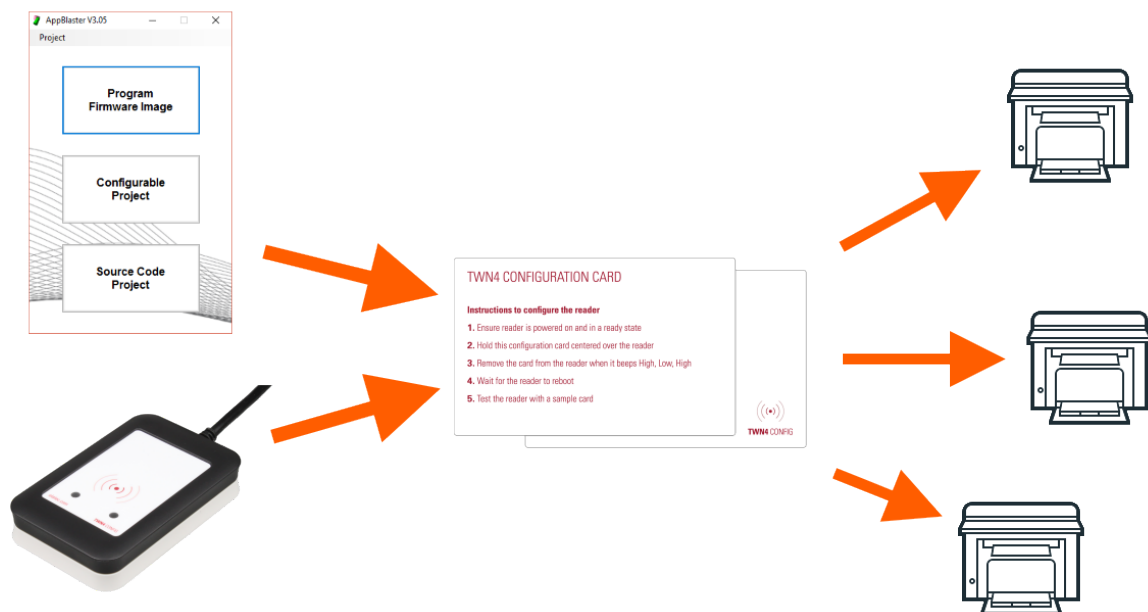 AppBlaster V3.05
Project
Program
Firmware Image
Configurable
Project
Source Code
Project
TWN4 CONFIGURATION CARD
Instructions to configure the reader
1. Ensure reader is powered on and in a ready state
2. Hold this configuration card centered over the reader
3. Remove the card from the reader when it beeps High, Low, High
4. Wait for the reader to reboot
5. Test the reader with a sample card
TWN4 CONFIG